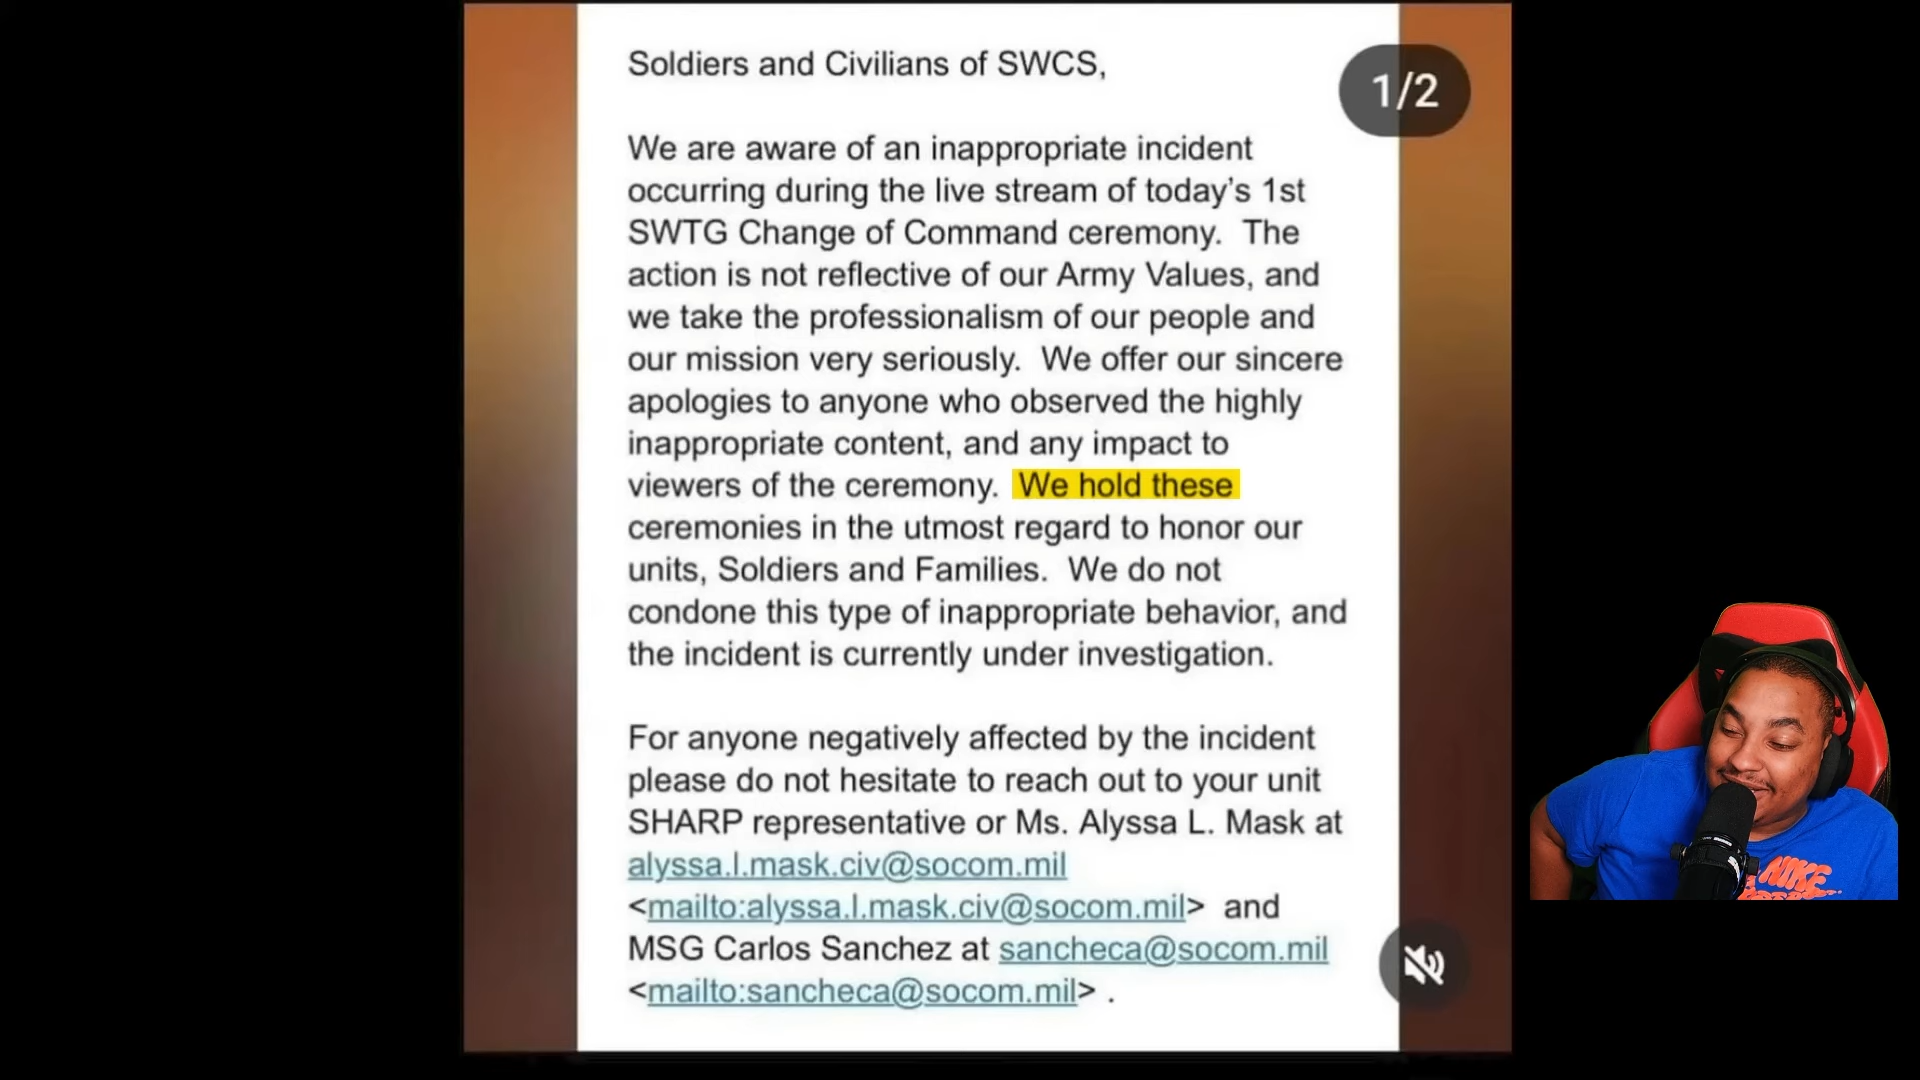 Soldiers and Civilians of SWCS,
1/2
We are aware of an inappropriate incident
occurring during the live stream of today's 1st
SWTG Change of Command ceremony.  The
action is not reflective of our Army Values, and
we take the professionalism of our people and
our mission very seriously.  We offer our sincere
apologies to anyone who observed the highly
inappropriate content, and any impact to
viewers of the ceremony.  We hold these
ceremonies in the utmost regard to honor our
units, Soldiers and Families.  We do not
condone this type of inappropriate behavior, and
the incident is currently under investigation.
For anyone negatively affected by the incident
please do not hesitate to reach out to your unit
SHARP representative or Ms. Alyssa L. Mask at
alyssa.l.mask.civ@socom.mil
<mailto:alyssa.l.mask.civ@socom.mil>  and
MSG Carlos Sanchez at sancheca@socom.mil
<mailto:sancheca@socom.mil> .
NIKE